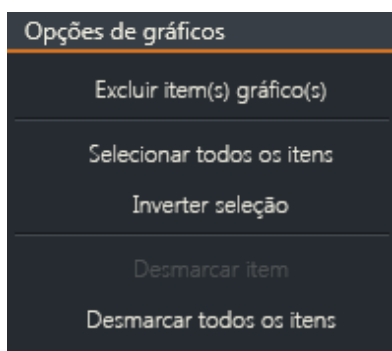 Opções de gráficos
Excluir item(s) gráfico(s)
Selecionar todos os itens
Inverter seleção
Desmarcar item
Desmarcar todos os itens